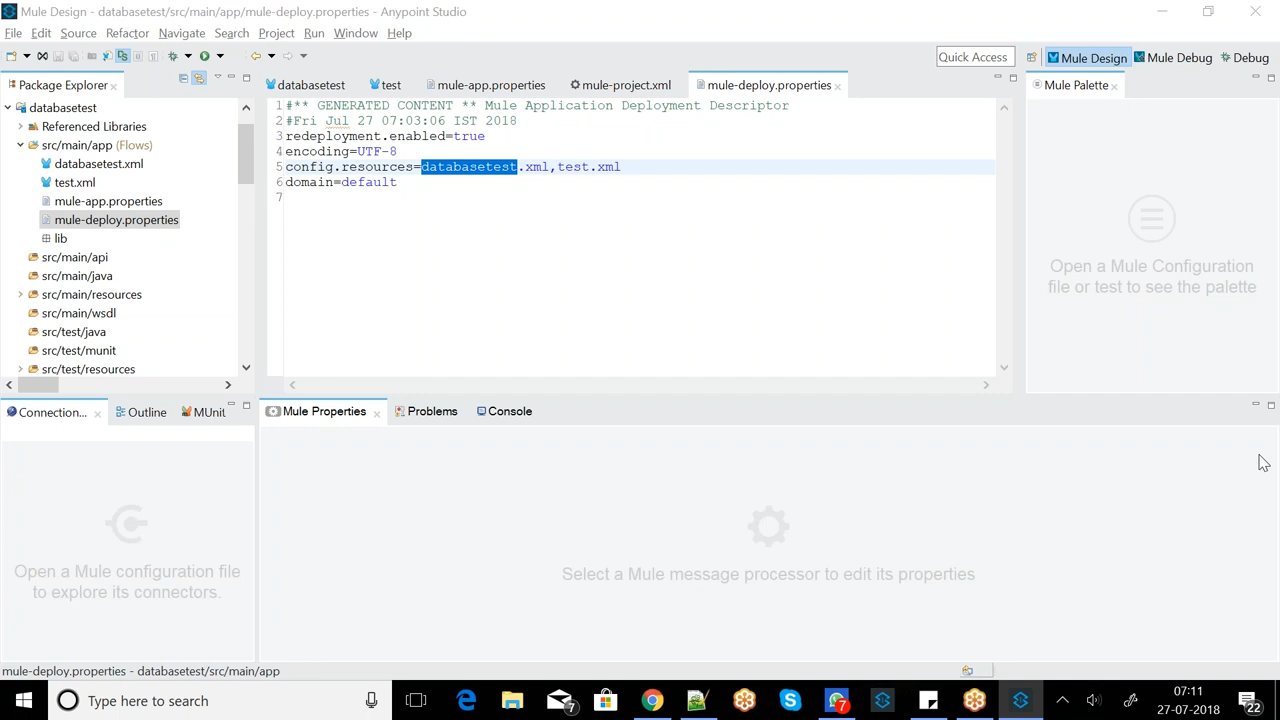 Mule Design - databasetest/src/main/app/mule-deploy.properties - Anypoint Studio
File Edit Source Refactor Navigate Search Project Run Window Help
Quick Access Mule Design Mule Debug Debug
Package Explorer
databasetest
Referenced Libraries
src/main/app (Flows)
databasetest.xml
test.xml
mule-app.properties
mule-deploy.properties
lib
src/main/api
src/main/java
src/main/resources
src/main/wsdl
src/test/java
src/test/munit
src/test/resources
databasetest test mule-app.properties mule-project.xml mule-deploy.properties
1 #** GENERATED CONTENT ** Mule Application Deployment Descriptor
2 #Fri Jul 27 07:03:06 IST 2018
3 redeployment.enabled=true
4 encoding=UTF-8
5 config.resources=databasetest.xml,test.xml
6 domain=default
7
Mule Palette
Open a Mule Configuration
file or test to see the palette
Connection... Outline MUnit
Open a Mule configuration file
to explore its connectors.
Mule Properties Problems Console
Select a Mule message processor to edit its properties
mule-deploy.properties - databasetest/src/main/app
Type here to search
7
7
07:11
27-07-2018
22